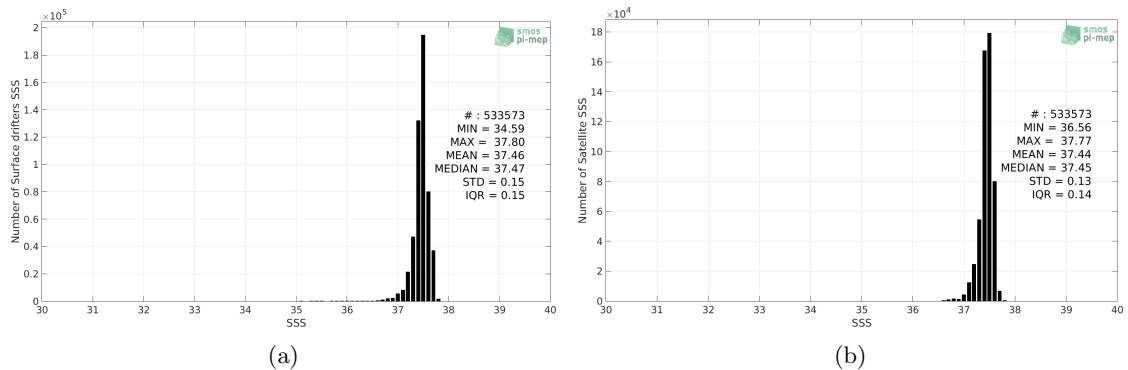 ×10^5
smos
pi-mep
Number of Surface drifters SSS
2
1.8
1.6
1.4
1.2
1
0.8
0.6
0.4
0.2
0
# : 533573
MIN = 34.59
MAX = 37.80
MEAN = 37.46
MEDIAN = 37.47
STD = 0.15
IQR = 0.15
30 31 32 33 34 35 36 37 38 39 40
SSS
(a)
×10^4
smos
pi-mep
Number of Satellite SSS
18
16
14
12
10
8
6
4
2
0
# : 533573
MIN = 36.56
MAX = 37.77
MEAN = 37.44
MEDIAN = 37.45
STD = 0.13
IQR = 0.14
30 31 32 33 34 35 36 37 38 39 40
SSS
(b)